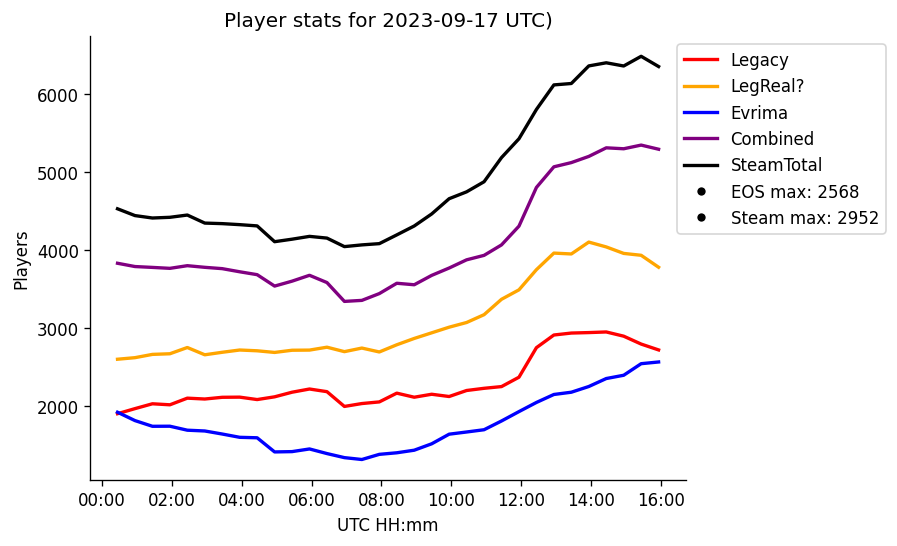 Player stats for 2023-09-17 UTC)
Legacy
LegReal?
Evrima
Combined
SteamTotal
EOS max: 2568
Steam max: 2952
Players
6000
5000
4000
3000
2000
00:00 02:00 04:00 06:00 08:00 10:00 12:00 14:00 16:00
UTC HH:mm